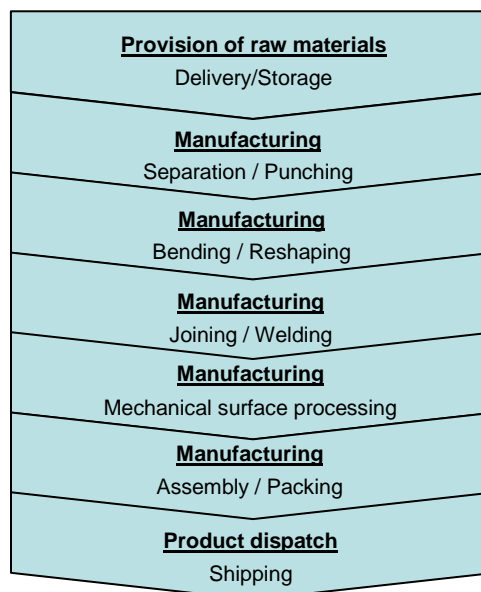 Provision of raw materials
Delivery/Storage
Manufacturing
Separation / Punching
Manufacturing
Bending / Reshaping
Manufacturing
Joining / Welding
Manufacturing
Mechanical surface processing
Manufacturing
Assembly / Packing
Product dispatch
Shipping